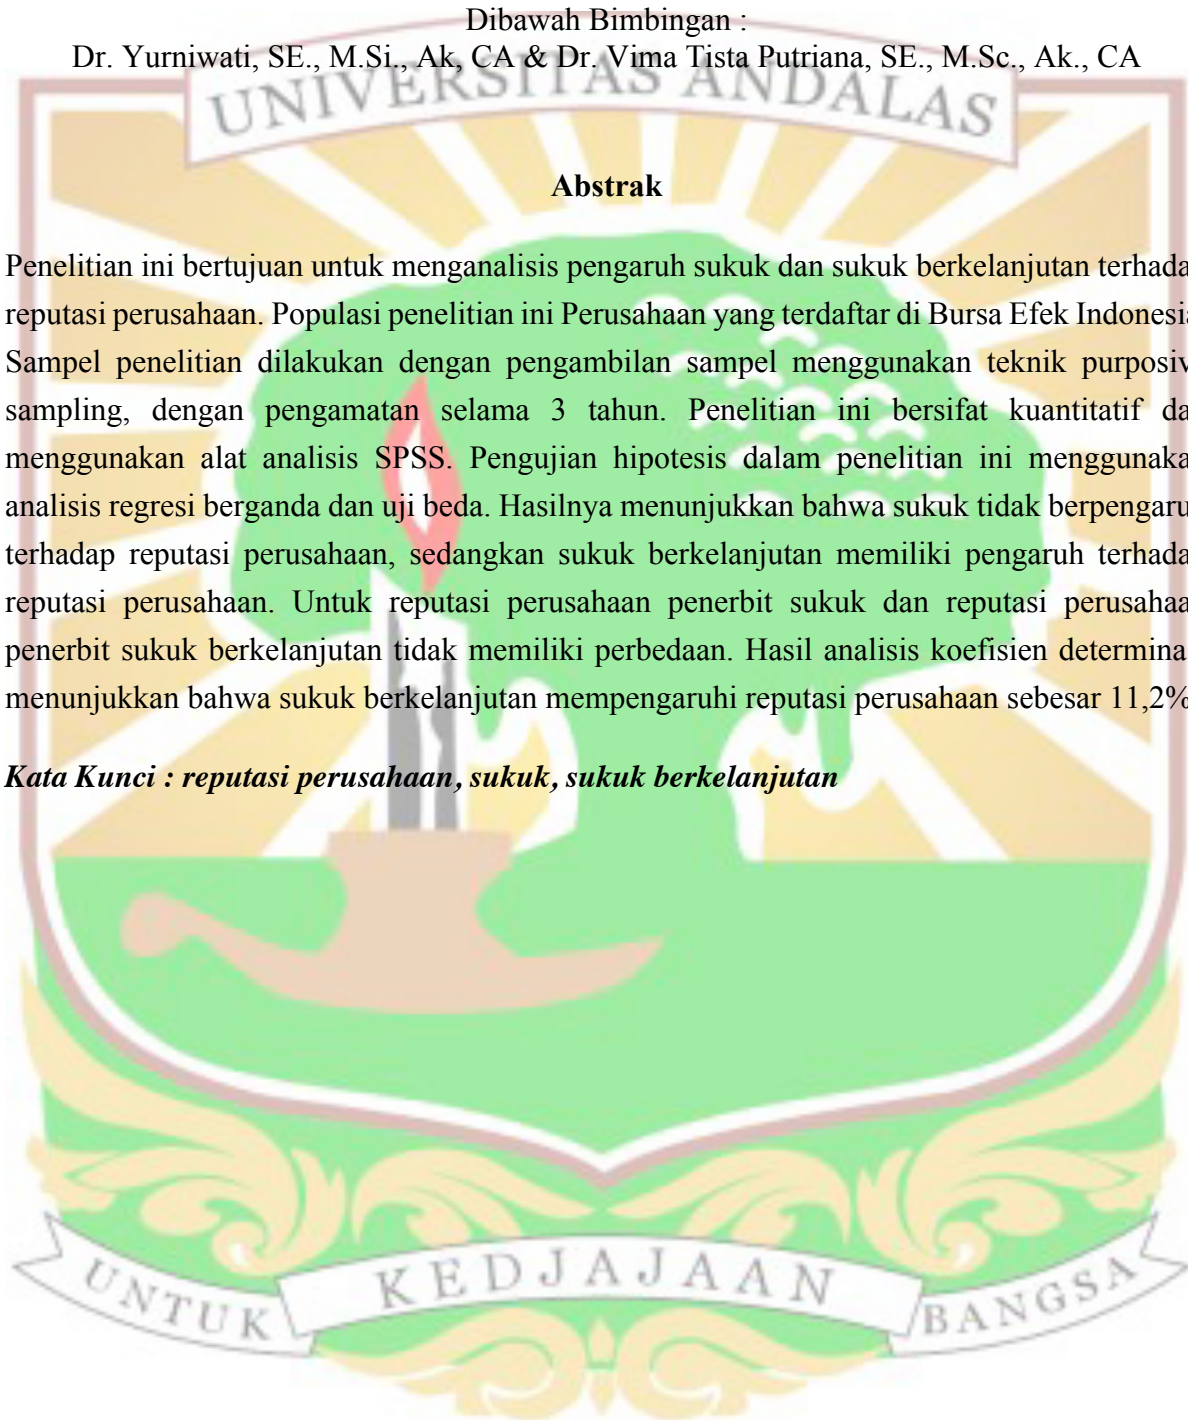 Dibawah Bimbingan :
Dr. Yurniwati, SE., M.Si., Ak, CA & Dr. Vima Tista Putriana, SE., M.Sc., Ak., CA
UNIVERSITAS ANDALAS
Abstrak
Penelitian ini bertujuan untuk menganalisis pengaruh sukuk dan sukuk berkelanjutan terhada
reputasi perusahaan. Populasi penelitian ini Perusahaan yang terdaftar di Bursa Efek Indonesia
Sampel penelitian dilakukan dengan pengambilan sampel menggunakan teknik purposiv
sampling, dengan pengamatan selama 3 tahun. Penelitian ini bersifat kuantitatif da
menggunakan alat analisis SPSS. Pengujian hipotesis dalam penelitian ini menggunaka
analisis regresi berganda dan uji beda. Hasilnya menunjukkan bahwa sukuk tidak berpengaru
terhadap reputasi perusahaan, sedangkan sukuk berkelanjutan memiliki pengaruh terhada
reputasi perusahaan. Untuk reputasi perusahaan penerbit sukuk dan reputasi perusahaa
penerbit sukuk berkelanjutan tidak memiliki perbedaan. Hasil analisis koefisien determina
menunjukkan bahwa sukuk berkelanjutan mempengaruhi reputasi perusahaan sebesar 11,2%
Kata Kunci : reputasi perusahaan, sukuk, sukuk berkelanjutan
UNTUK KEDJAJAAN BANGSA